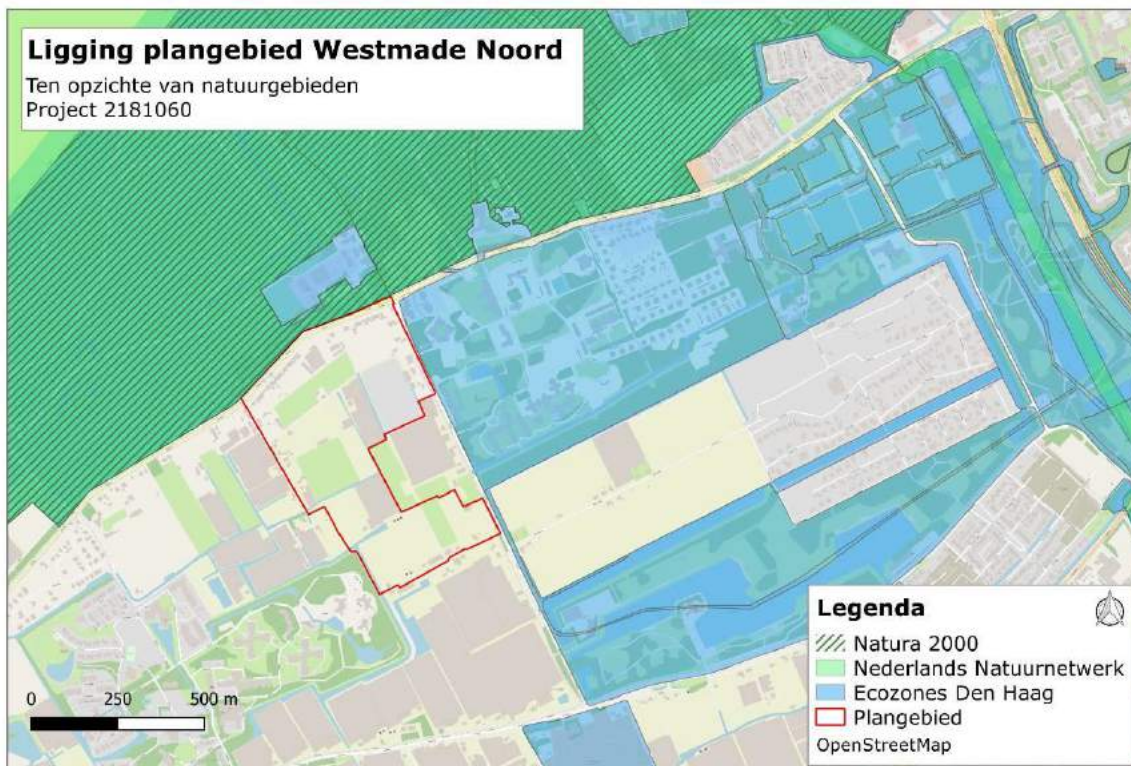 Ligging plangebied Westmade Noord
Ten opzichte van natuurgebieden
Project 2181060
Legenda
Natura 2000
Nederlands Natuurnetwerk
Ecozones Den Haag
Plangebied
OpenStreetMap
0 250 500 m